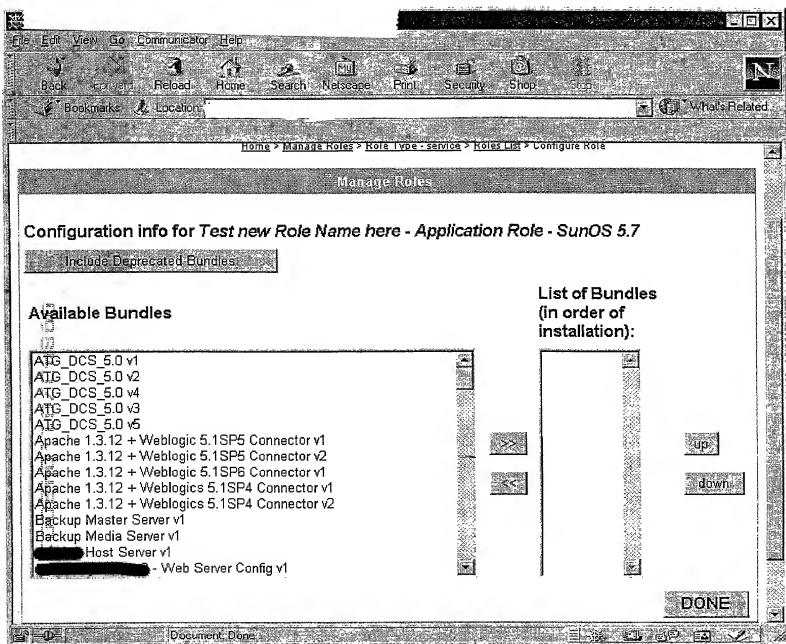 File Edit View Go Communicator Help
Back Forward Reload Home Search Netscape Print Security Shop Stop
Bookmarks Location: What's Related
Home > Manage Roles > Role Type - service > Roles List > Configure Role
Manage Roles
Configuration info for Test new Role Name here - Application Role - SunOS 5.7
Include Deprecated Bundles
Available Bundles
List of Bundles
(in order of
installation):
ATG_DCS_5.0 v1
ATG_DCS_5.0 v2
ATG_DCS_5.0 v4
ATG_DCS_5.0 v3
ATG_DCS_5.0 v5
Apache 1.3.12 + Weblogic 5.1SP5 Connector v1
Apache 1.3.12 + Weblogic 5.1SP5 Connector v2
Apache 1.3.12 + Weblogic 5.1SP6 Connector v1
Apache 1.3.12 + Weblogics 5.1SP4 Connector v1
Apache 1.3.12 + Weblogics 5.1SP4 Connector v2
Backup Master Server v1
Backup Media Server v1
Host Server v1
- Web Server Config v1
>>
<<
up
down
DONE
Document: Done